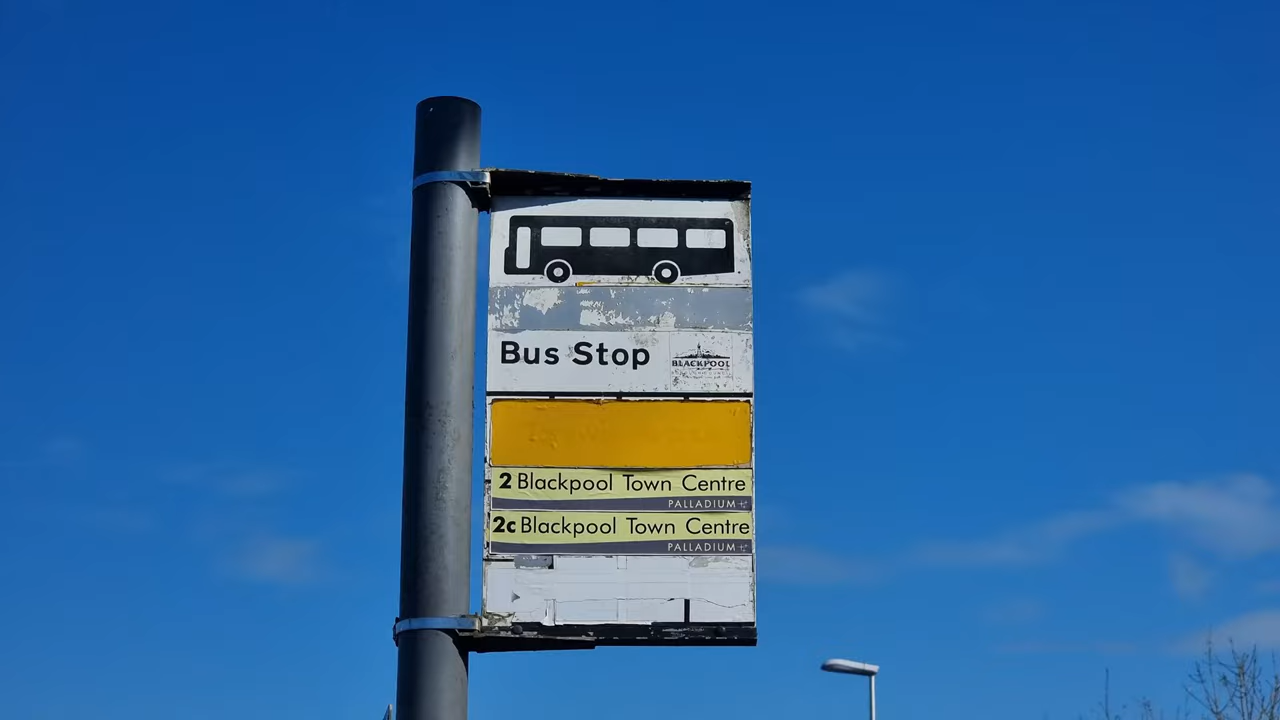 Bus Stop
BLACKPOOL
2 Blackpool Town Centre
PALLADIUM
2c Blackpool Town Centre
PALLADIUM